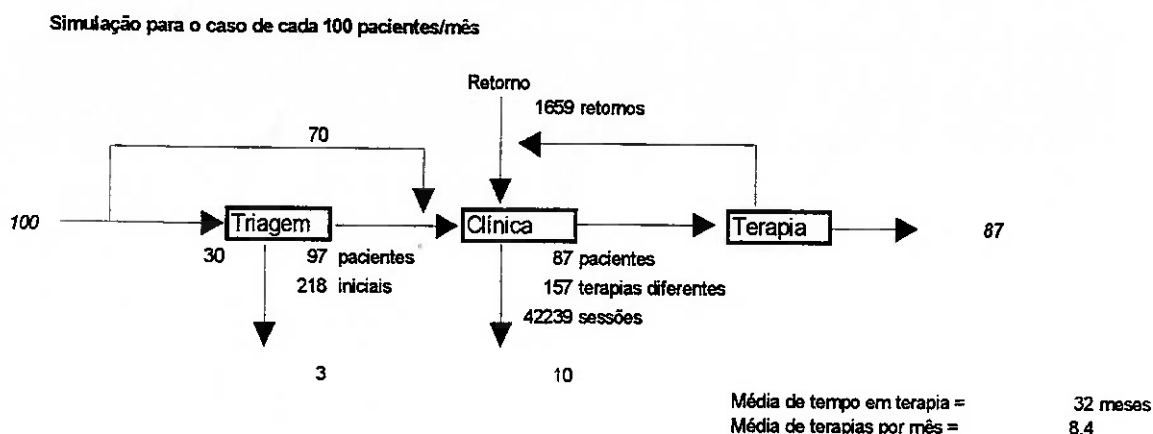 Simulação para o caso de cada 100 pacientes/mês
Retorno
1659 retornos
70
100
Triagem
Clínica
Terapia
87
30
97 pacientes
87 pacientes
218 iniciais
157 terapias diferentes
42239 sessões
3
10
Média de tempo em terapia = 32 meses
Média de terapias por mês = 8,4